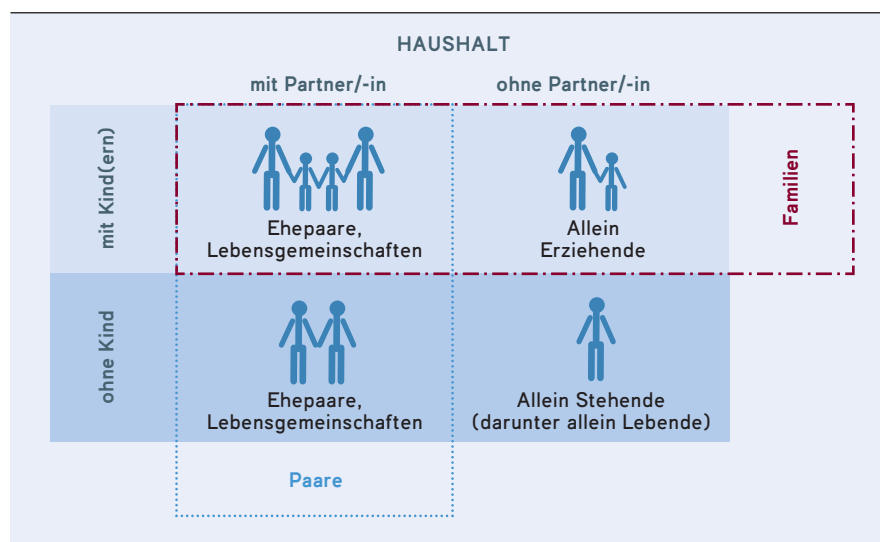 HAUSHALT
mit Partner/-in
ohne Partner/-in
mit Kind(ern)
Ehepaare,
Lebensgemeinschaften
Allein
Erziehende
Familien
ohne Kind
Ehepaare,
Lebensgemeinschaften
Allein Stehende
(darunter allein Lebende)
Paare